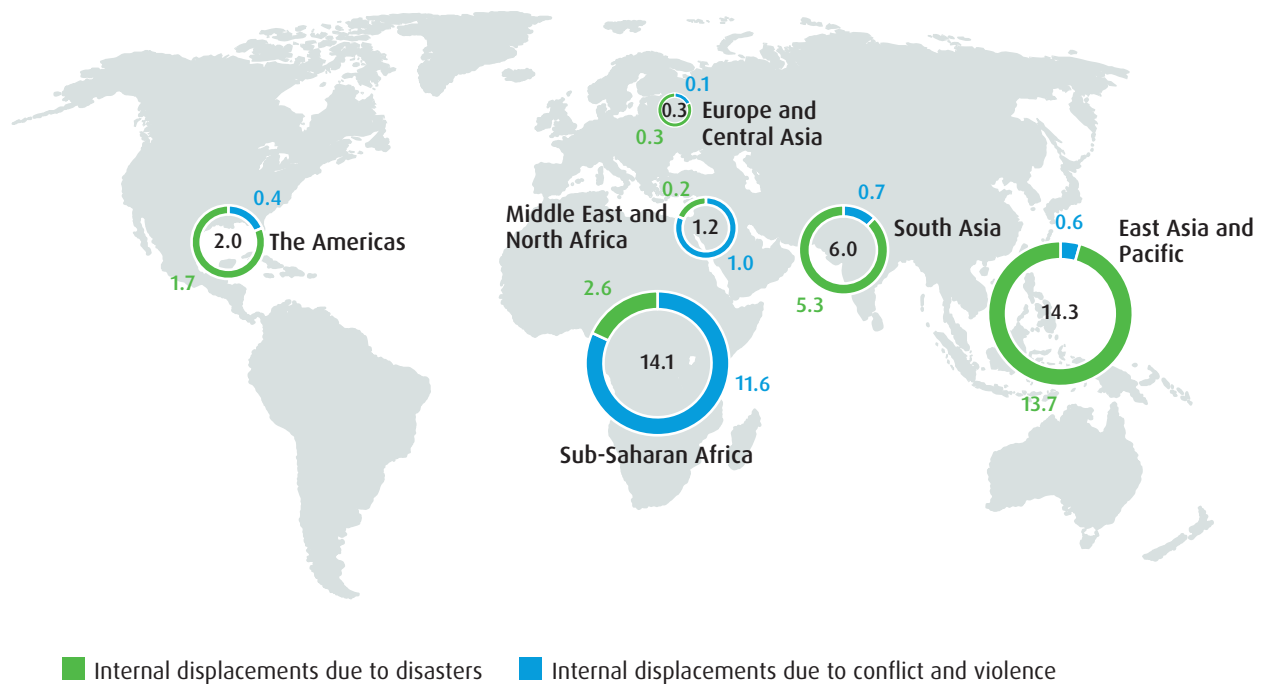 0.1
0.3
Europe and
Central Asia
0.3
0.4
2.0
The Americas
1.7
0.2
Middle East and
North Africa
1.2
1.0
0.7
South Asia
6.0
5.3
0.6
East Asia and
Pacific
14.3
13.7
2.6
14.1
11.6
Sub-Saharan Africa
Internal displacements due to disasters
Internal displacements due to conflict and violence